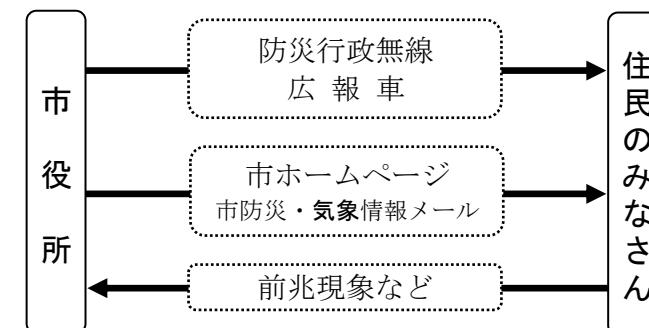 市役所
防災行政無線
広 報 車
市ホームページ
市防災・気象情報メール
前兆現象など
住民のみなさん